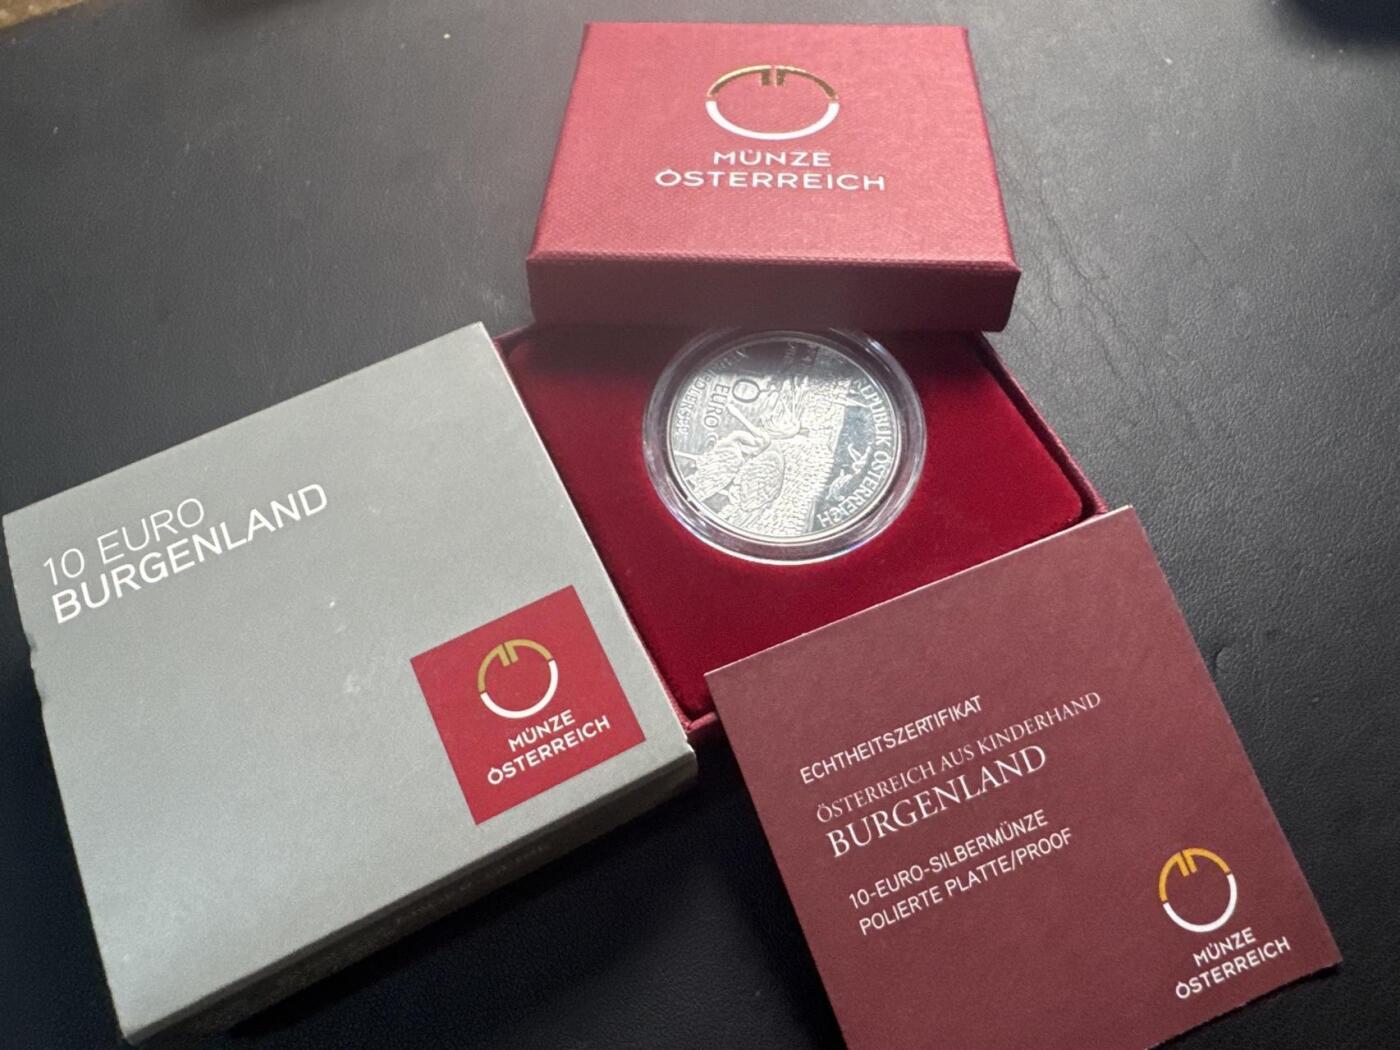 MÜNZE
ÖSTERREICH
10 EURO
BURGENLAND
MÜNZE
ÖSTERREICH
REPUBLIK ÖSTERREICH
EURO
ECHTHEITSZERTIFIKAT
ÖSTERREICH AUS KINDERHAND
BURGENLAND
10-EURO-SILBERMÜNZE
POLIERTE PLATTE/PROOF
MÜNZE
ÖSTERREICH